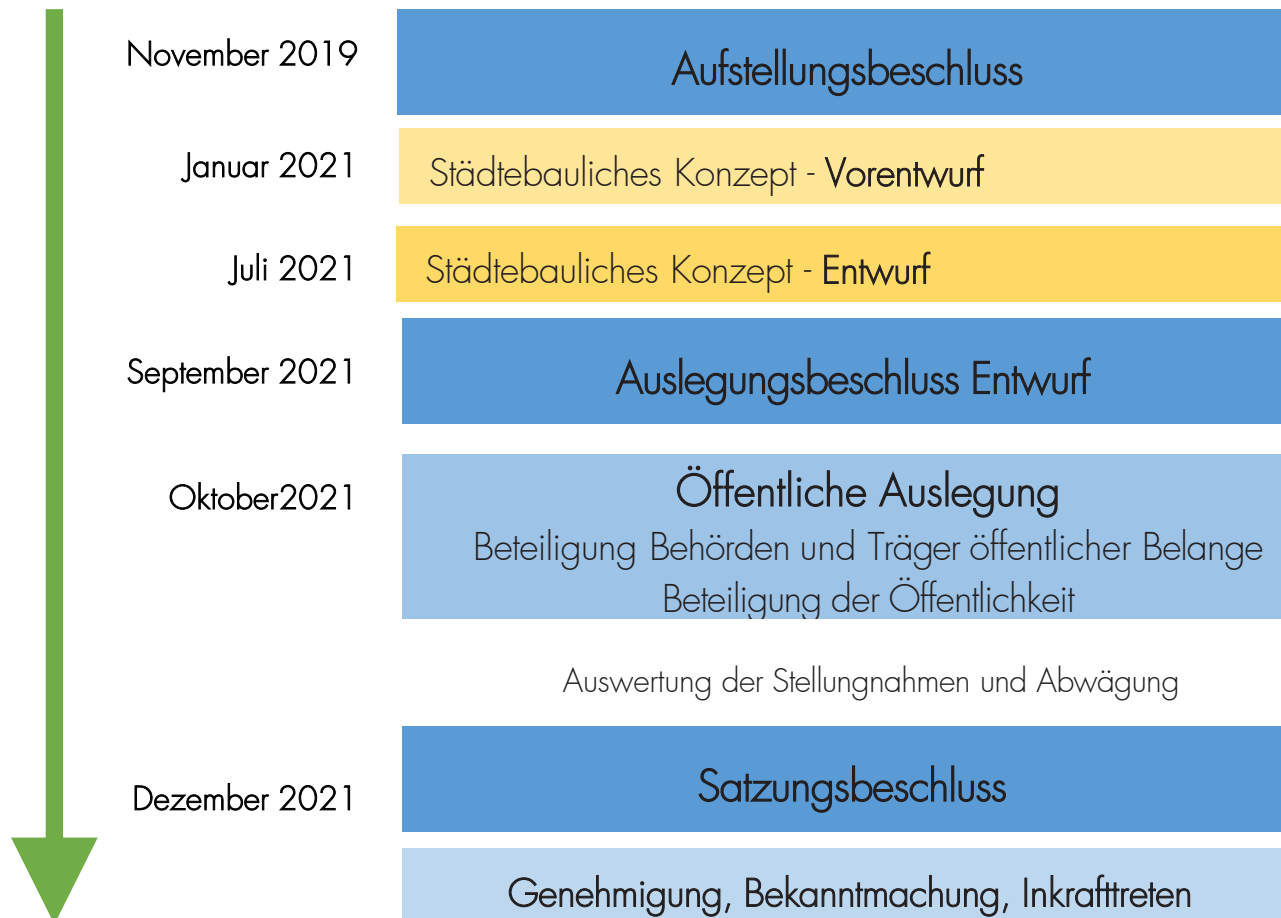 November 2019 Aufstellungsbeschluss
Januar 2021 Städtebauliches Konzept - Vorentwurf
Juli 2021 Städtebauliches Konzept - Entwurf
September 2021 Auslegungsbeschluss Entwurf
Oktober2021 Öffentliche Auslegung
Beteiligung Behörden und Träger öffentlicher Belange
Beteiligung der Öffentlichkeit
Auswertung der Stellungnahmen und Abwägung
Dezember 2021 Satzungsbeschluss
Genehmigung, Bekanntmachung, Inkrafttreten